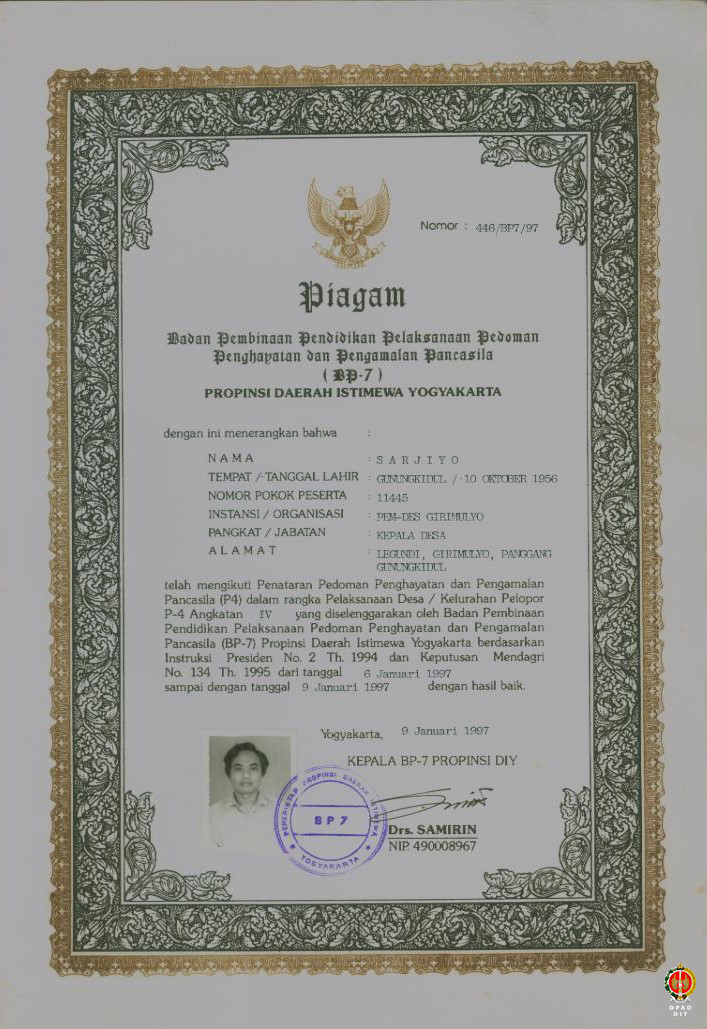 Nomor : 446/BP7/97
Piagam
Badan Pembinaan Pendidikan Pelaksanaan Pedoman
Penghayatan dan Pengamalan Pancasila
( BP-7 )
PROPINSI DAERAH ISTIMEWA YOGYAKARTA
dengan ini menerangkan bahwa :
NAMA : SARJIYO
TEMPAT / TANGGAL LAHIR : GUNUNGKIDUL / 10 OKTOBER 1956
NOMOR POKOK PESERTA : 11445
INSTANSI / ORGANISASI : PEM-DES GIRIMULYO
PANGKAT / JABATAN : KEPALA DESA
ALAMAT : LEGUNDI, GIRIMULYO, PANGGANG
GUNUNGKIDUL
telah mengikuti Penataran Pedoman Penghayatan dan Pengamalan
Pancasila (P4) dalam rangka Pelaksanaan Desa / Kelurahan Pelopor
P-4 Angkatan IV yang diselenggarakan oleh Badan Pembinaan
Pendidikan Pelaksanaan Pedoman Penghayatan dan Pengamalan
Pancasila (BP-7) Propinsi Daerah Istimewa Yogyakarta berdasarkan
Instruksi Presiden No. 2 Th. 1994 dan Keputusan Mendagri
No. 134 Th. 1995 dari tanggal 6 Januari 1997
sampai dengan tanggal 9 Januari 1997 dengan hasil baik.
Yogyakarta, 9 Januari 1997
KEPALA BP-7 PROPINSI DIY
PEMERINTAH PROPINSI DAERAH ISTIMEWA
BP7
YOGYAKARTA
Drs. SAMIRIN
NIP. 490008967
DPAD
DIY